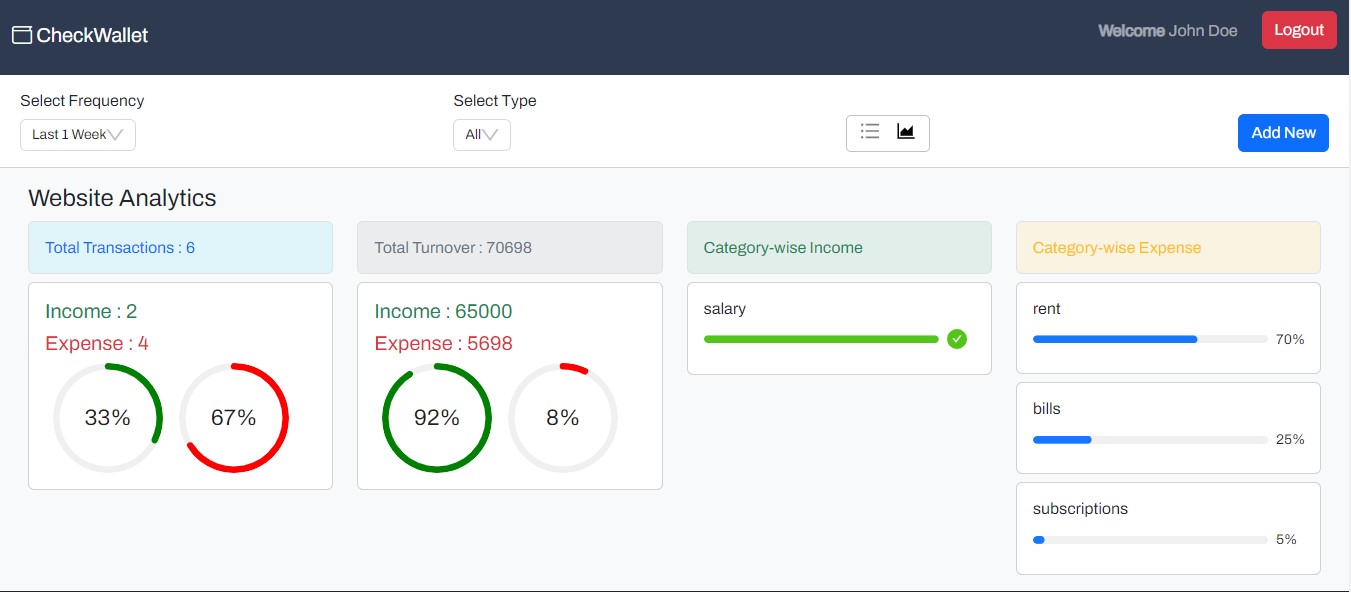 CheckWallet
Welcome John Doe
Logout
Select Frequency
Select Type
Last 1 Week
All
Add New
Website Analytics
Total Transactions : 6
Total Turnover : 70698
Category-wise Income
Category-wise Expense
Income : 2
Expense : 4
33%
67%
Income : 65000
Expense : 5698
92%
8%
salary
rent
70%
bills
25%
subscriptions
5%